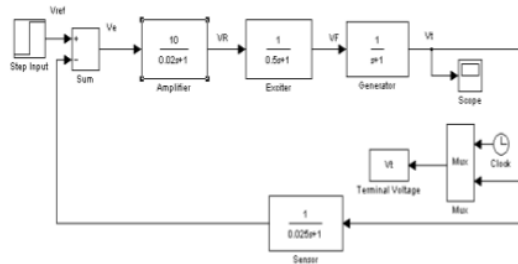 Vref
Step Input
+
−
Sum
Ve
10
0.02s+1
Amplifier
VR
1
0.5s+1
Exciter
VF
1
s+1
Generator
Vt
Scope
Vt
Terminal Voltage
Mux
Mux
Clock
1
0.025s+1
Sensor